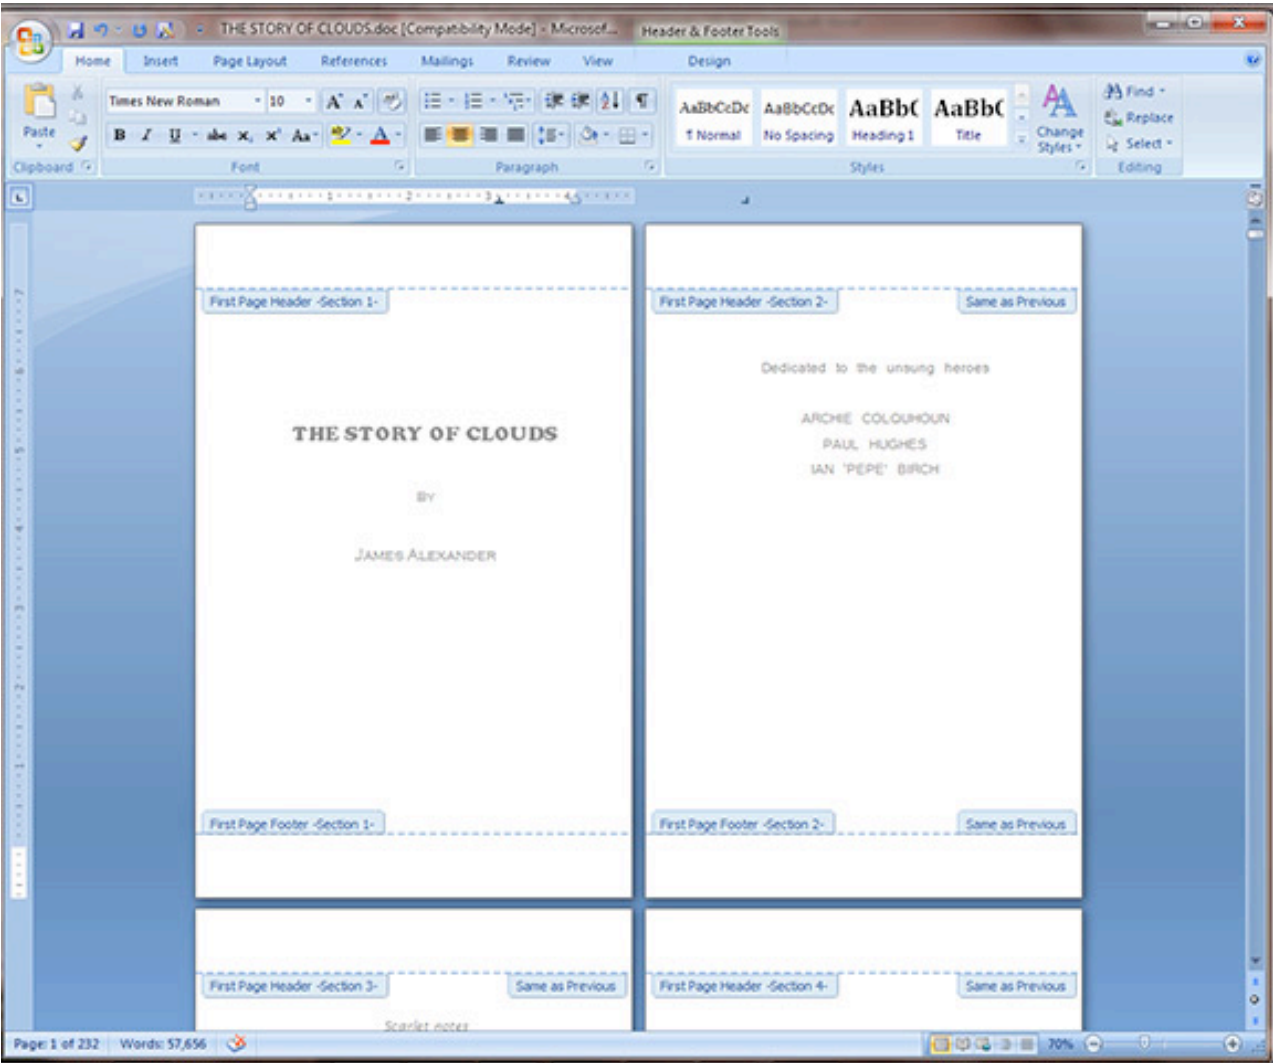 THE STORY OF CLOUDS.doc [Compatibility Mode] - Microsof...
Header & Footer Tools
Home Insert Page Layout References Mailings Review View Design
Paste
Times New Roman 10
B I U abc x, x² Aa A
AaBbCcDc AaBbCcDc AaBbC AaBbC
¶ Normal No Spacing Heading 1 Title
Change Styles
Find
Replace
Select
Clipboard Font Paragraph Styles Editing
First Page Header -Section 1-
THE STORY OF CLOUDS
BY
JAMES ALEXANDER
First Page Footer -Section 1-
First Page Header -Section 2- Same as Previous
Dedicated to the unsung heroes
ARCHIE COLQUHOUN
PAUL HUGHES
IAN 'PEPE' BIRCH
First Page Footer -Section 2- Same as Previous
First Page Header -Section 3- Same as Previous
Scarlet notes
First Page Header -Section 4- Same as Previous
Page: 1 of 232 Words: 57,656 70%